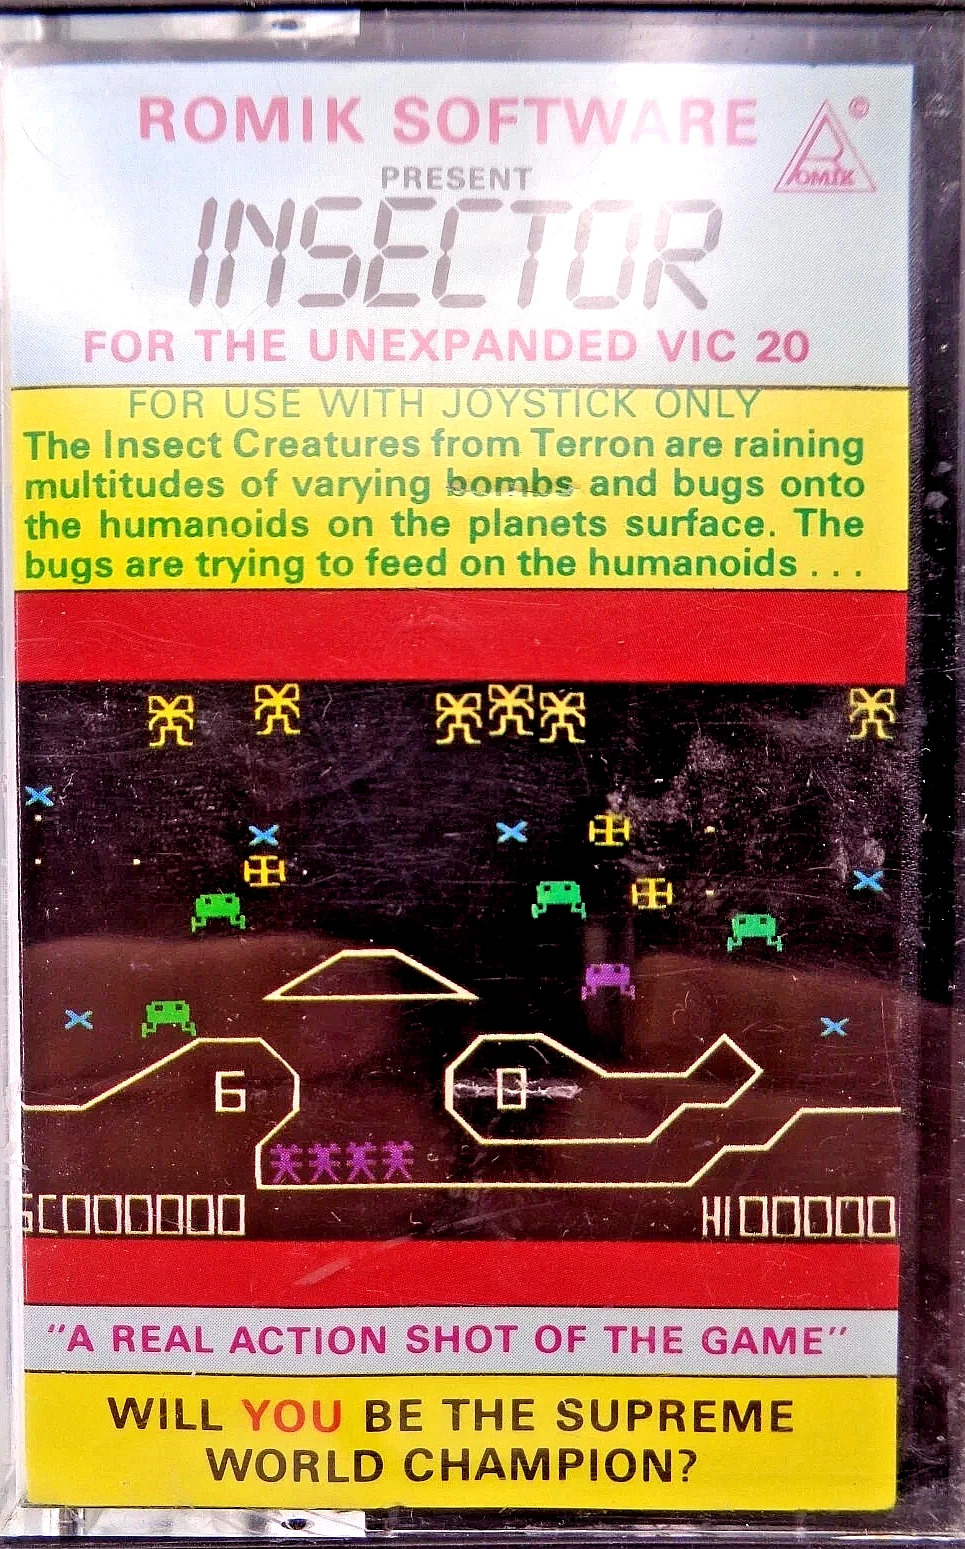 ROMIK SOFTWARE
©
ROMIK
PRESENT
INSECTOR
FOR THE UNEXPANDED VIC 20
FOR USE WITH JOYSTICK ONLY
The Insect Creatures from Terron are raining
multitudes of varying bombs and bugs onto
the humanoids on the planets surface. The
bugs are trying to feed on the humanoids . . .
6 0
SC000000 HI00000
"A REAL ACTION SHOT OF THE GAME"
WILL YOU BE THE SUPREME
WORLD CHAMPION?